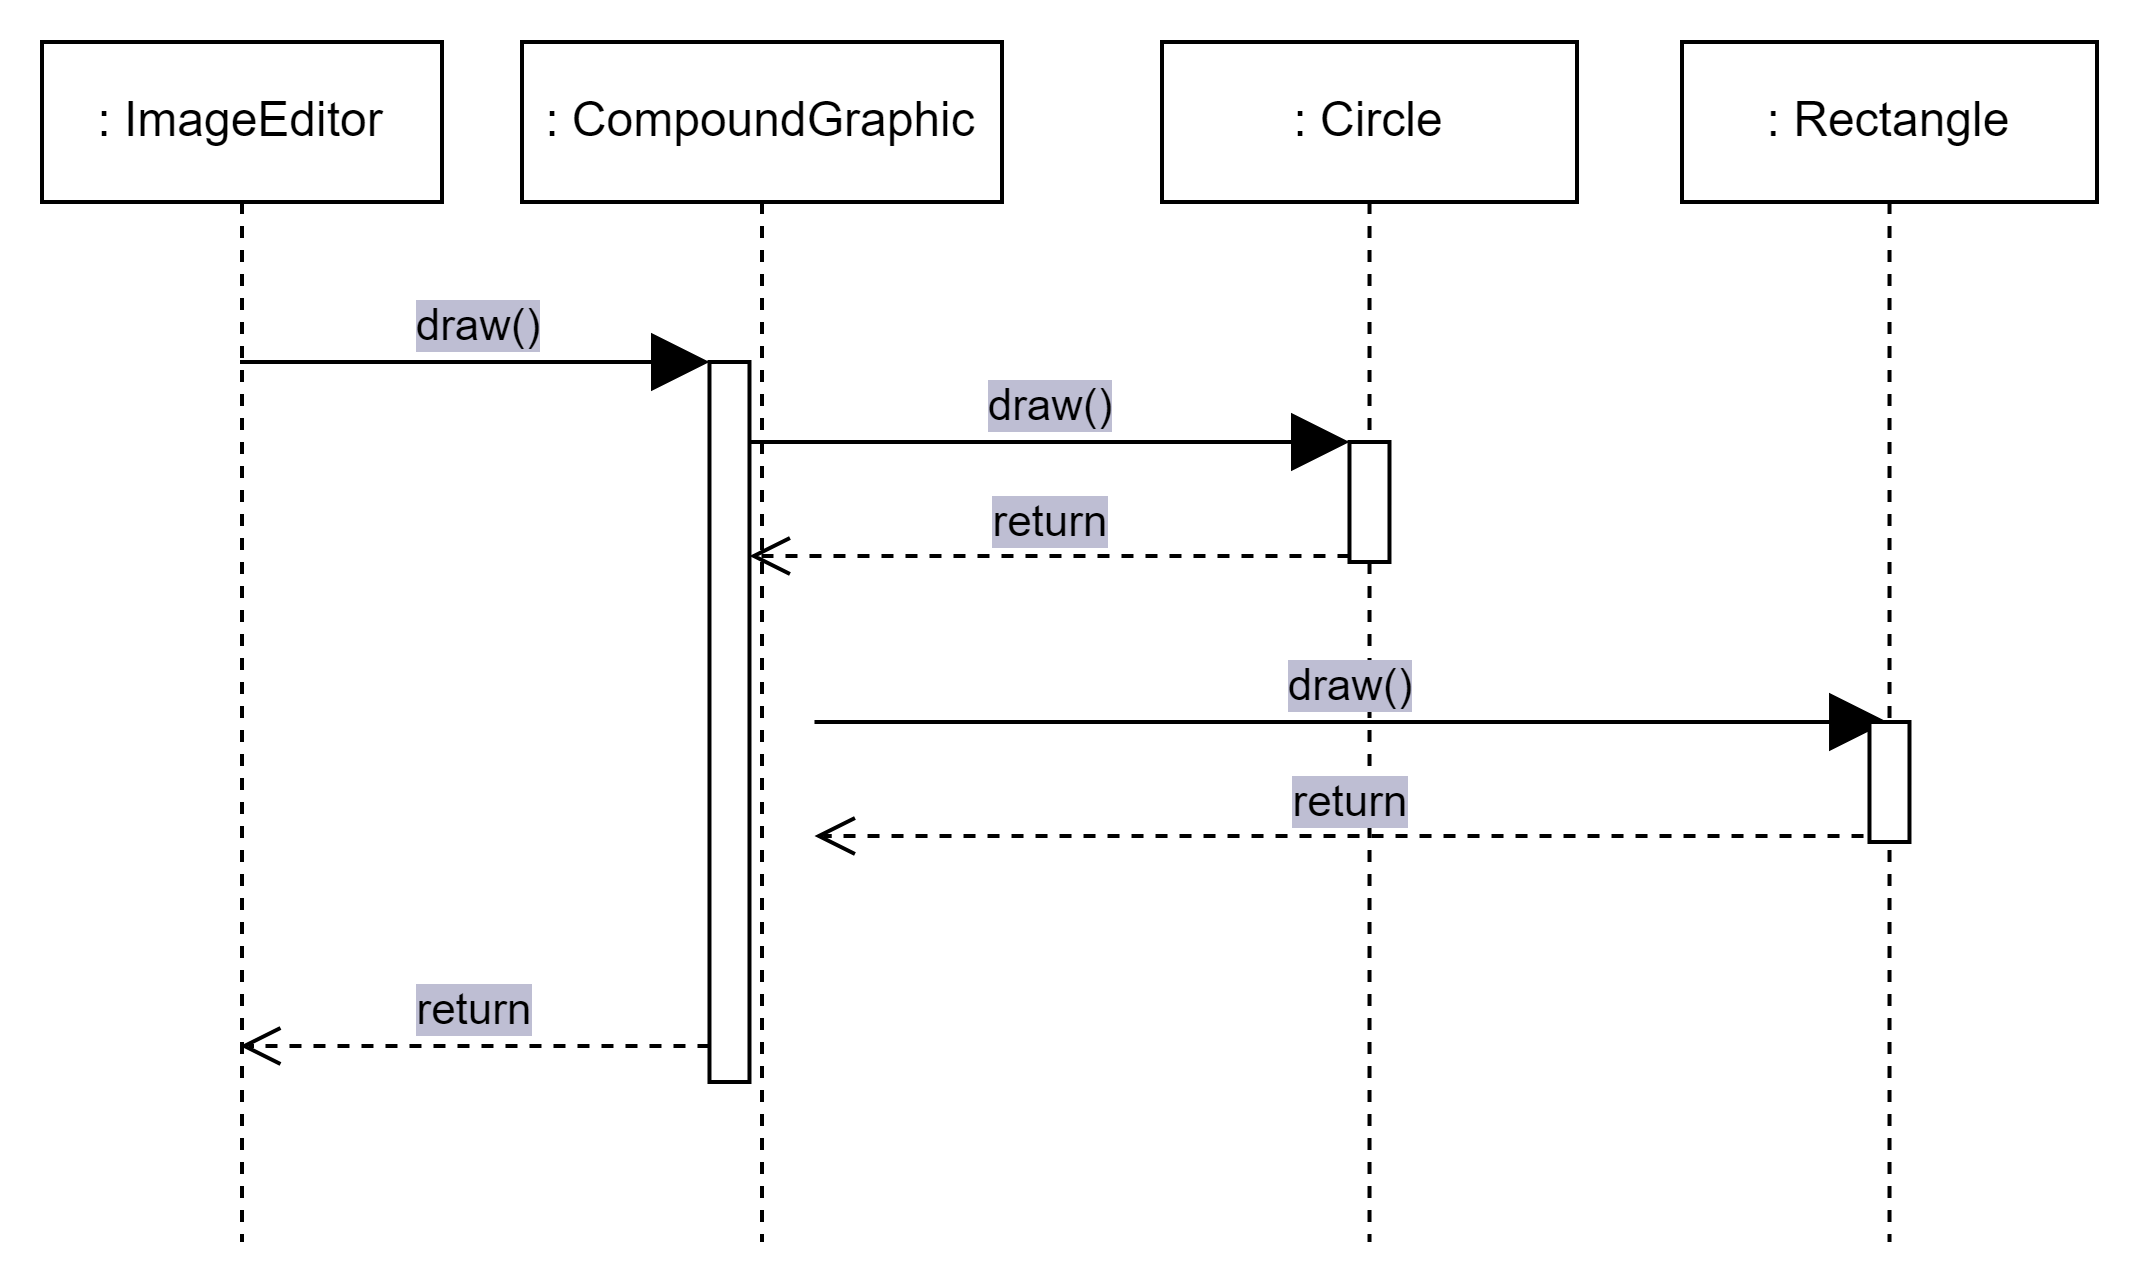 : ImageEditor
: CompoundGraphic
: Circle
: Rectangle
draw()
draw()
return
draw()
return
return